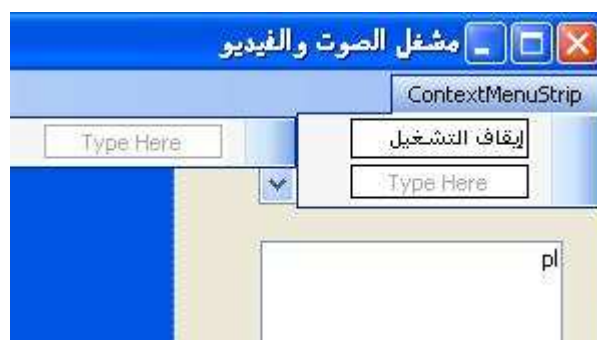 مشغل الصوت والفيديو
ContextMenuStrip
إيقاف التشغيل
Type Here
Type Here
pl